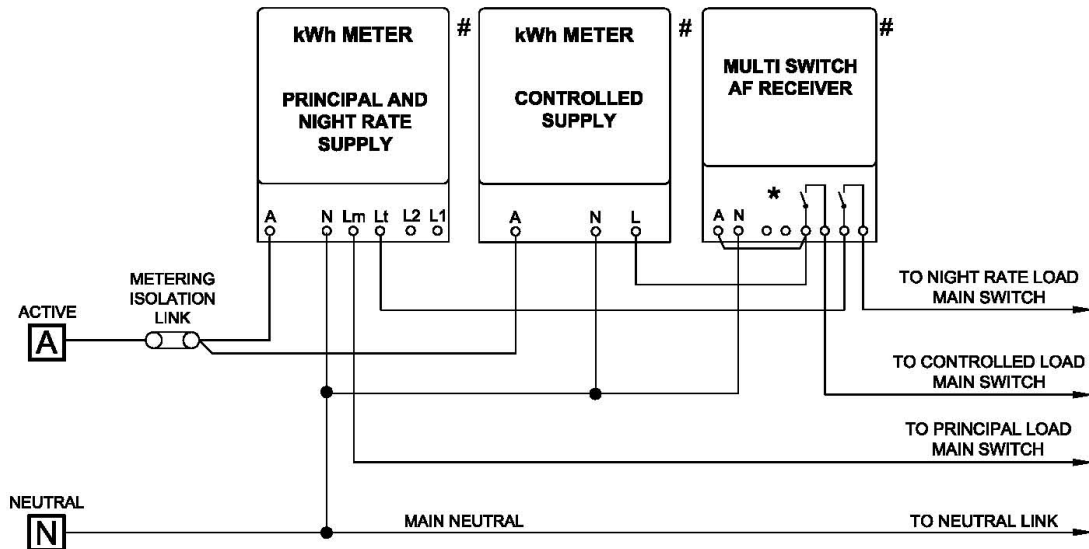 kWh METER
PRINCIPAL AND
NIGHT RATE
SUPPLY
A N Lm Lt L2 L1
#
kWh METER
CONTROLLED
SUPPLY
A N L
#
MULTI SWITCH
AF RECEIVER
*
A N
#
METERING
ISOLATION
LINK
ACTIVE
A
TO NIGHT RATE LOAD
MAIN SWITCH
TO CONTROLLED LOAD
MAIN SWITCH
TO PRINCIPAL LOAD
MAIN SWITCH
NEUTRAL
N
MAIN NEUTRAL
TO NEUTRAL LINK